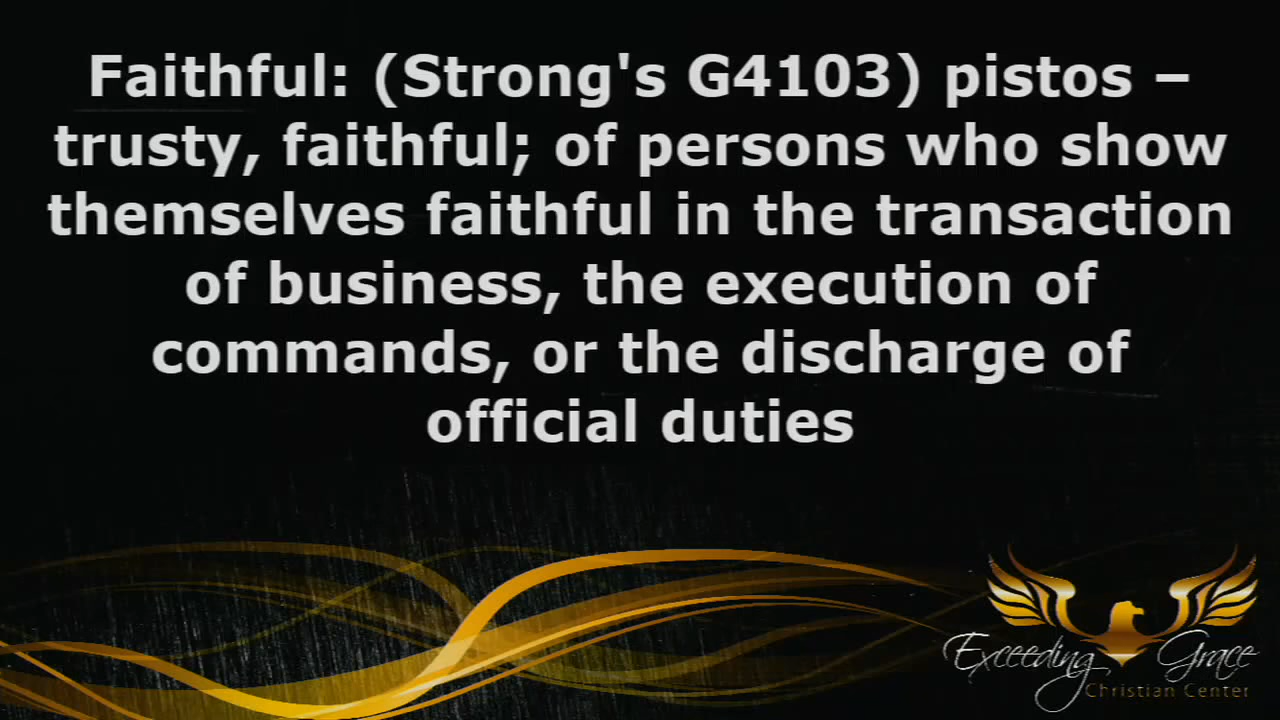 Faithful: (Strong's G4103) pistos –
trusty, faithful; of persons who show
themselves faithful in the transaction
of business, the execution of
commands, or the discharge of
official duties
Exceeding Grace
Christian Center